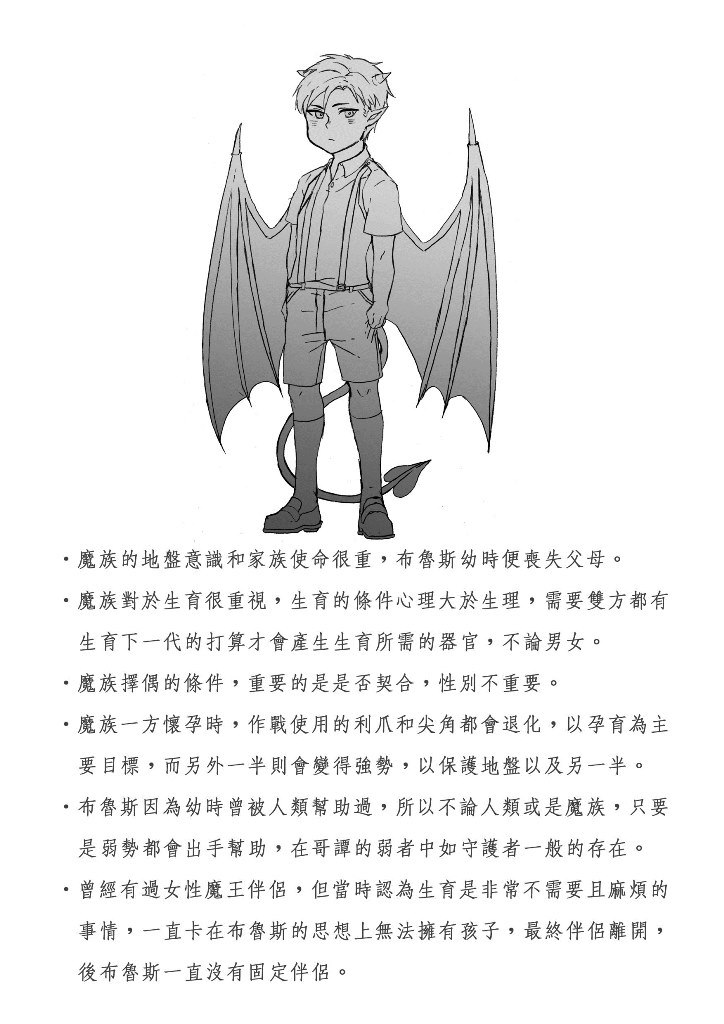 ・魔族的地盤意識和家族使命很重，布魯斯幼時便喪失父母。
・魔族對於生育很重視，生育的條件心理大於生理，需要雙方都有
生育下一代的打算才會產生生育所需的器官，不論男女。
・魔族擇偶的條件，重要的是是否契合，性別不重要。
・魔族一方懷孕時，作戰使用的利爪和尖角都會退化，以孕育為主
要目標，而另外一半則會變得強勢，以保護地盤以及另一半。
・布魯斯因為幼時曾被人類幫助過，所以不論人類或是魔族，只要
是弱勢都會出手幫助，在哥譚的弱者中如守護者一般的存在。
・曾經有過女性魔王伴侶，但當時認為生育是非常不需要且麻煩的
事情，一直卡在布魯斯的思想上無法擁有孩子，最終伴侶離開，
後布魯斯一直沒有固定伴侶。